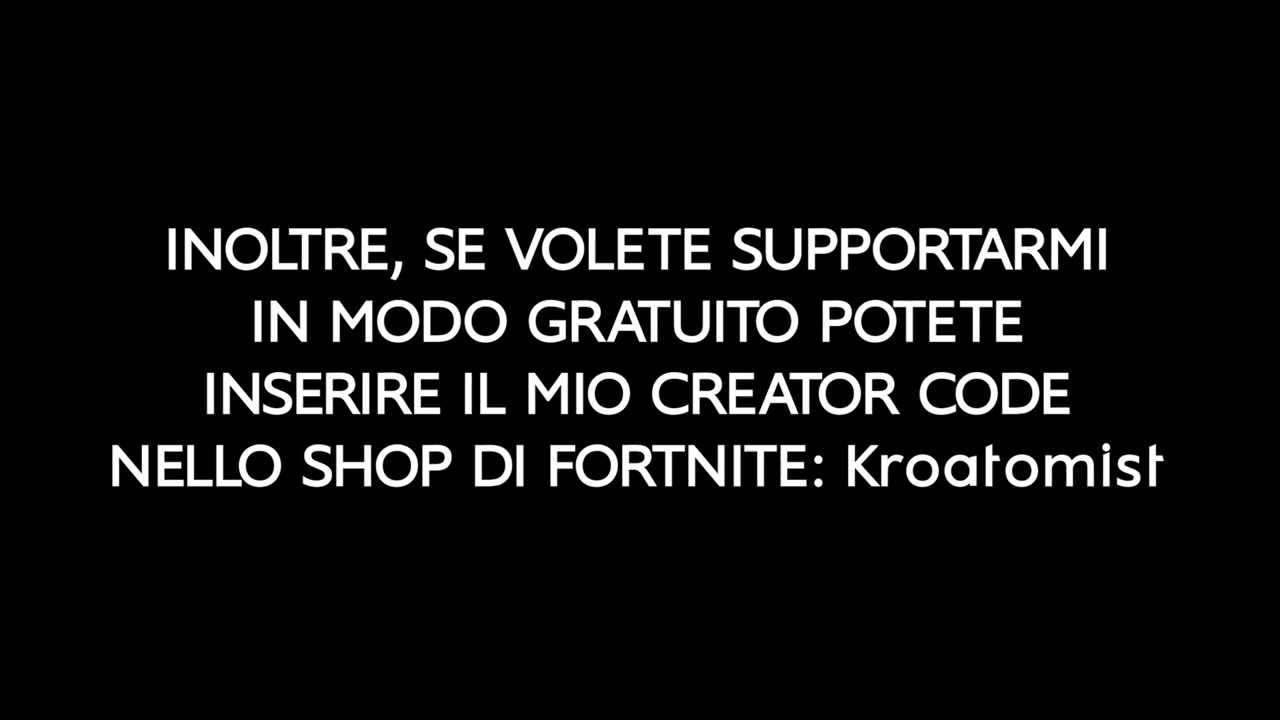 INOLTRE, SE VOLETE SUPPORTARMI
IN MODO GRATUITO POTETE
INSERIRE IL MIO CREATOR CODE
NELLO SHOP DI FORTNITE: Kroatomist